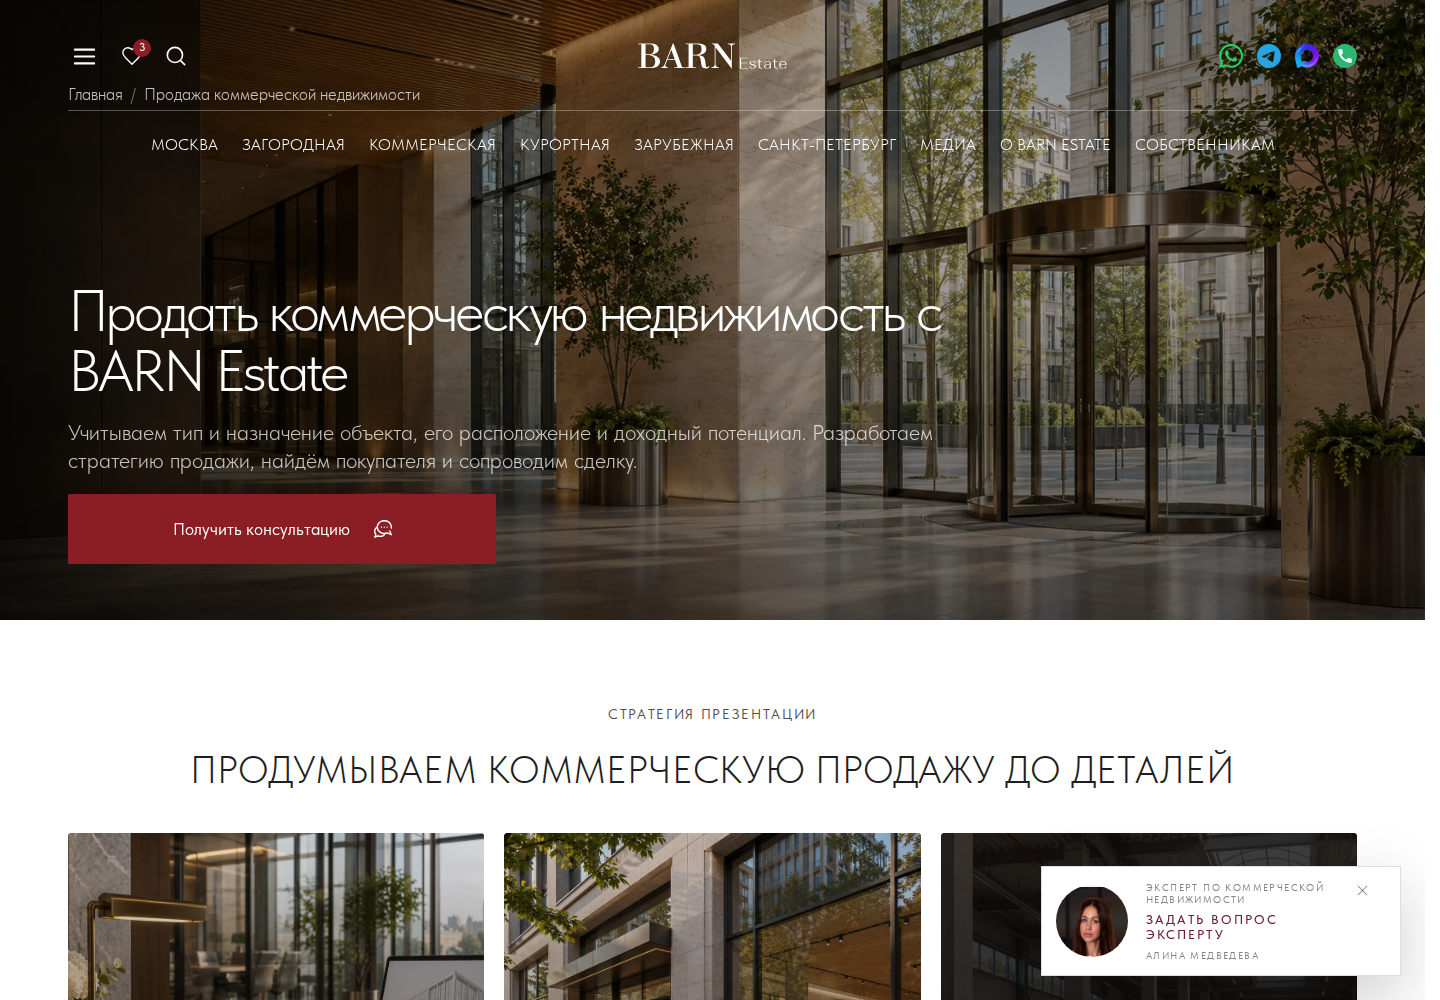 3
BARN Estate
Главная / Продажа коммерческой недвижимости
МОСКВА ЗАГОРОДНАЯ КОММЕРЧЕСКАЯ КУРОРТНАЯ ЗАРУБЕЖНАЯ САНКТ-ПЕТЕРБУРГ МЕДИА О BARN ESTATE СОБСТВЕННИКАМ
Продать коммерческую недвижимость с
BARN Estate
Учитываем тип и назначение объекта, его расположение и доходный потенциал. Разработаем
стратегию продажи, найдём покупателя и сопроводим сделку.
Получить консультацию
СТРАТЕГИЯ ПРЕЗЕНТАЦИИ
ПРОДУМЫВАЕМ КОММЕРЧЕСКУЮ ПРОДАЖУ ДО ДЕТАЛЕЙ
ЭКСПЕРТ ПО КОММЕРЧЕСКОЙ
НЕДВИЖИМОСТИ
ЗАДАТЬ ВОПРОС
ЭКСПЕРТУ
АЛИНА МЕДВЕДЕВА